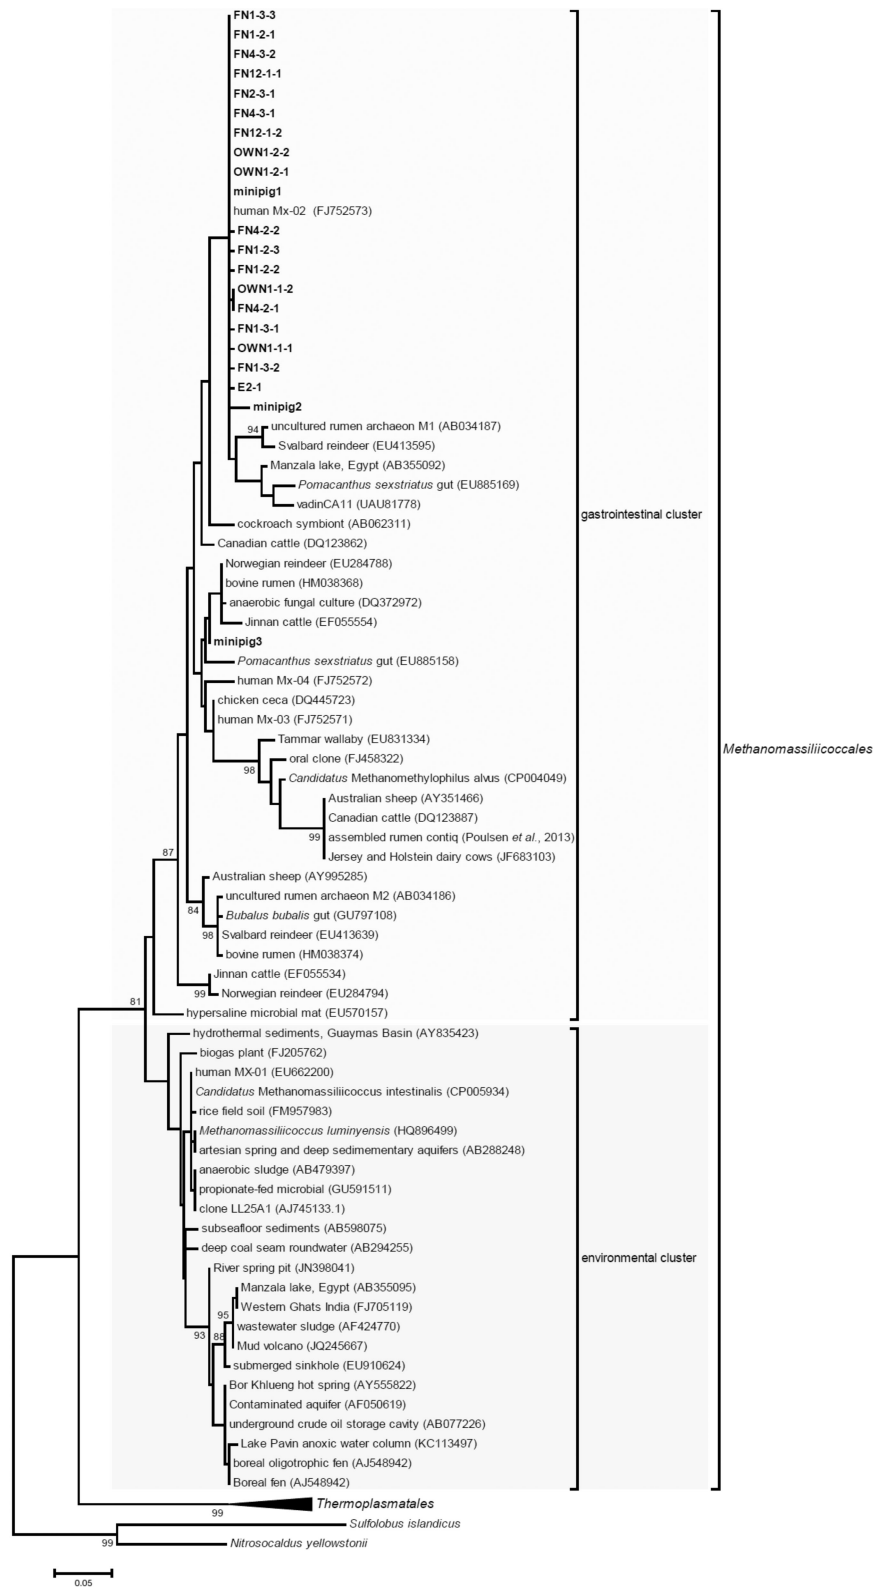 FN1-3-3
FN1-2-1
FN4-3-2
FN12-1-1
FN2-3-1
FN4-3-1
FN12-1-2
OWN1-2-2
OWN1-2-1
minipig1
human Mx-02 (FJ752573)
FN4-2-2
FN1-2-3
FN1-2-2
OWN1-1-2
FN4-2-1
FN1-3-1
OWN1-1-1
FN1-3-2
E2-1
minipig2
94 uncultured rumen archaeon M1 (AB034187)
Svalbard reindeer (EU413595)
Manzala lake, Egypt (AB355092)
Pomacanthus sexstriatus gut (EU885169)
vadinCA11 (UAU81778)
gastrointestinal cluster
cockroach symbiont (AB062311)
Canadian cattle (DQ123862)
Norwegian reindeer (EU284788)
bovine rumen (HM038368)
anaerobic fungal culture (DQ372972)
Jinnan cattle (EF055554)
minipig3
Pomacanthus sexstriatus gut (EU885158)
human Mx-04 (FJ752572)
chicken ceca (DQ445723)
human Mx-03 (FJ752571)
Tammar wallaby (EU831334)
Methanomassiliicoccales
oral clone (FJ458322)
98
Candidatus Methanomethylophilus alvus (CP004049)
Australian sheep (AY351466)
Canadian cattle (DQ123887)
99 assembled rumen contiq (Poulsen et al., 2013)
Jersey and Holstein dairy cows (JF683103)
87
Australian sheep (AY995285)
uncultured rumen archaeon M2 (AB034186)
84
Bubalus bubalis gut (GU797108)
98 Svalbard reindeer (EU413639)
bovine rumen (HM038374)
Jinnan cattle (EF055534)
99 Norwegian reindeer (EU284794)
81
hypersaline microbial mat (EU570157)
hydrothermal sediments, Guaymas Basin (AY835423)
biogas plant (FJ205762)
human MX-01 (EU662200)
Candidatus Methanomassiliicoccus intestinalis (CP005934)
rice field soil (FM957983)
Methanomassiliicoccus luminyensis (HQ896499)
artesian spring and deep sedimementary aquifers (AB288248)
anaerobic sludge (AB479397)
propionate-fed microbial (GU591511)
clone LL25A1 (AJ745133.1)
subseafloor sediments (AB598075)
deep coal seam roundwater (AB294255)
environmental cluster
River spring pit (JN398041)
Manzala lake, Egypt (AB355095)
Western Ghats India (FJ705119)
95
wastewater sludge (AF424770)
93 88
Mud volcano (JQ245667)
submerged sinkhole (EU910624)
Bor Khlueng hot spring (AY555822)
Contaminated aquifer (AF050619)
underground crude oil storage cavity (AB077226)
Lake Pavin anoxic water column (KC113497)
boreal oligotrophic fen (AJ548942)
Boreal fen (AJ548942)
Thermoplasmatales
99
Sulfolobus islandicus
99
Nitrosocaldus yellowstonii
0.05